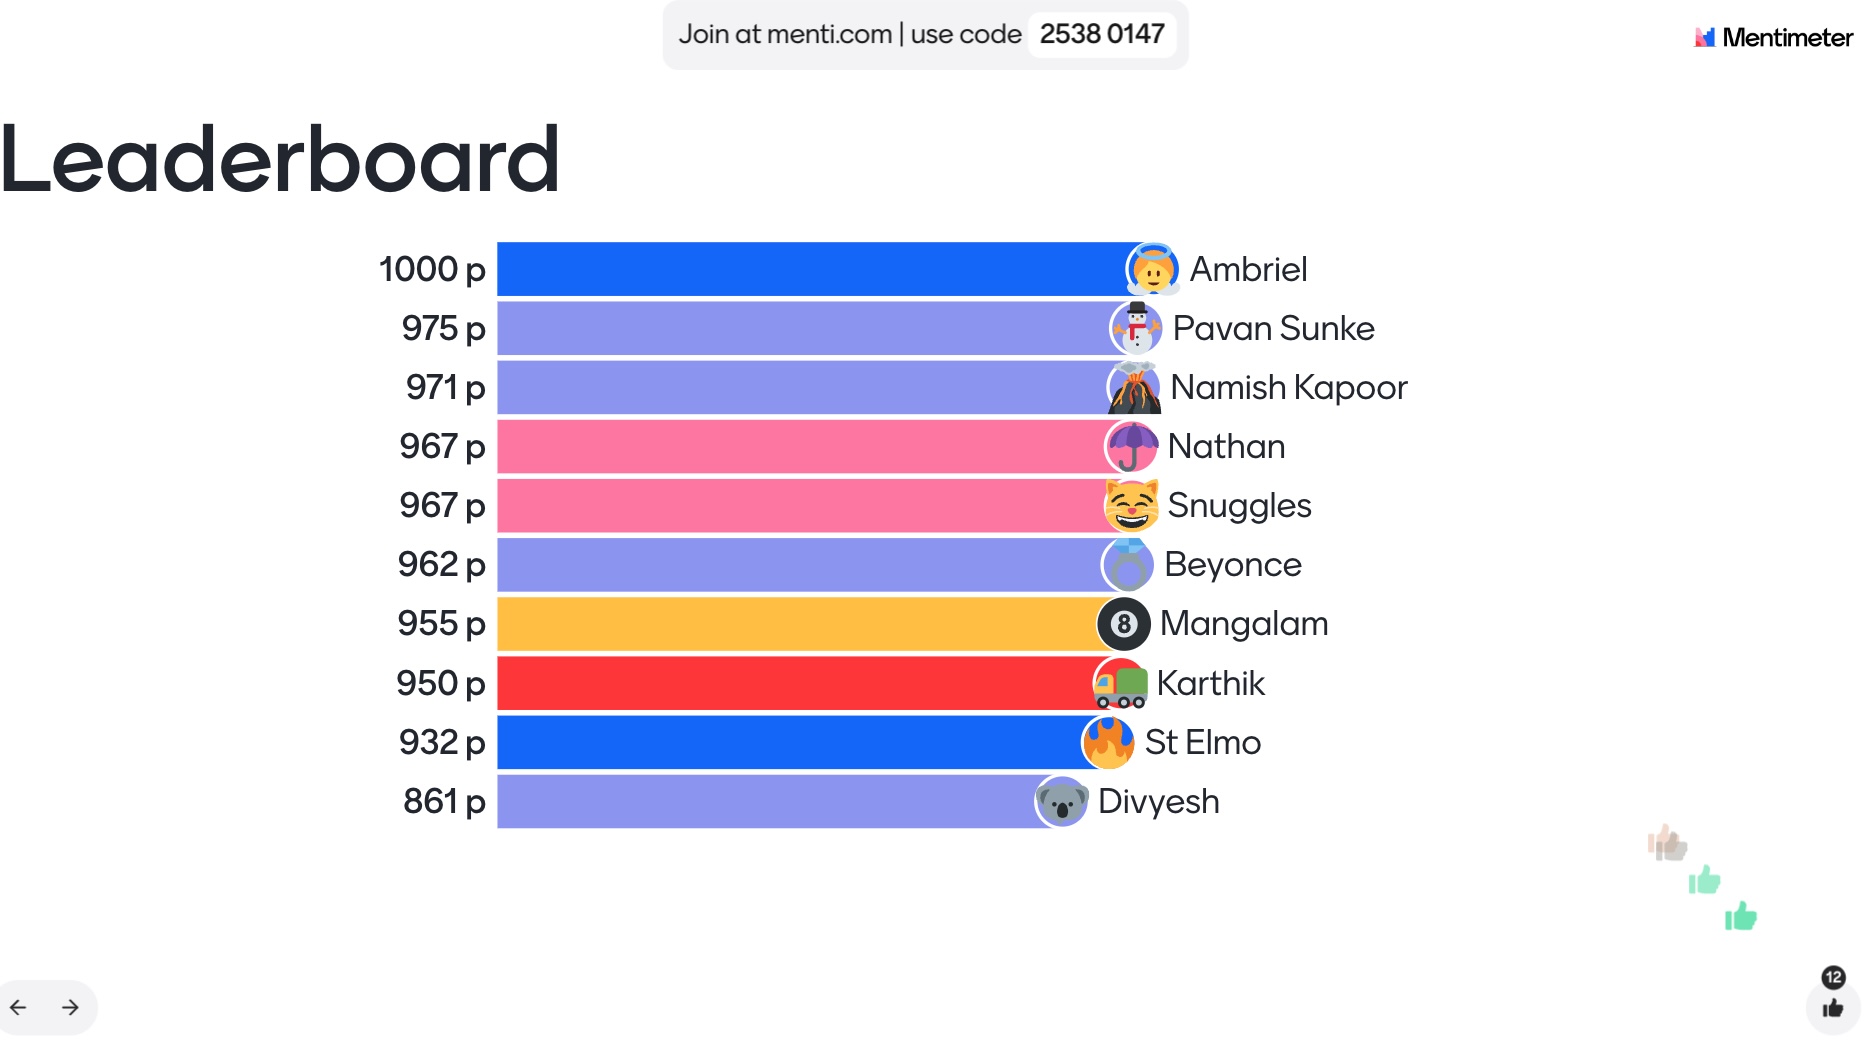 Join at menti.com | use code 2538 0147
Mentimeter
Leaderboard
1000 p Ambriel
975 p Pavan Sunke
971 p Namish Kapoor
967 p Nathan
967 p Snuggles
962 p Beyonce
955 p 8 Mangalam
950 p Karthik
932 p St Elmo
861 p Divyesh
12